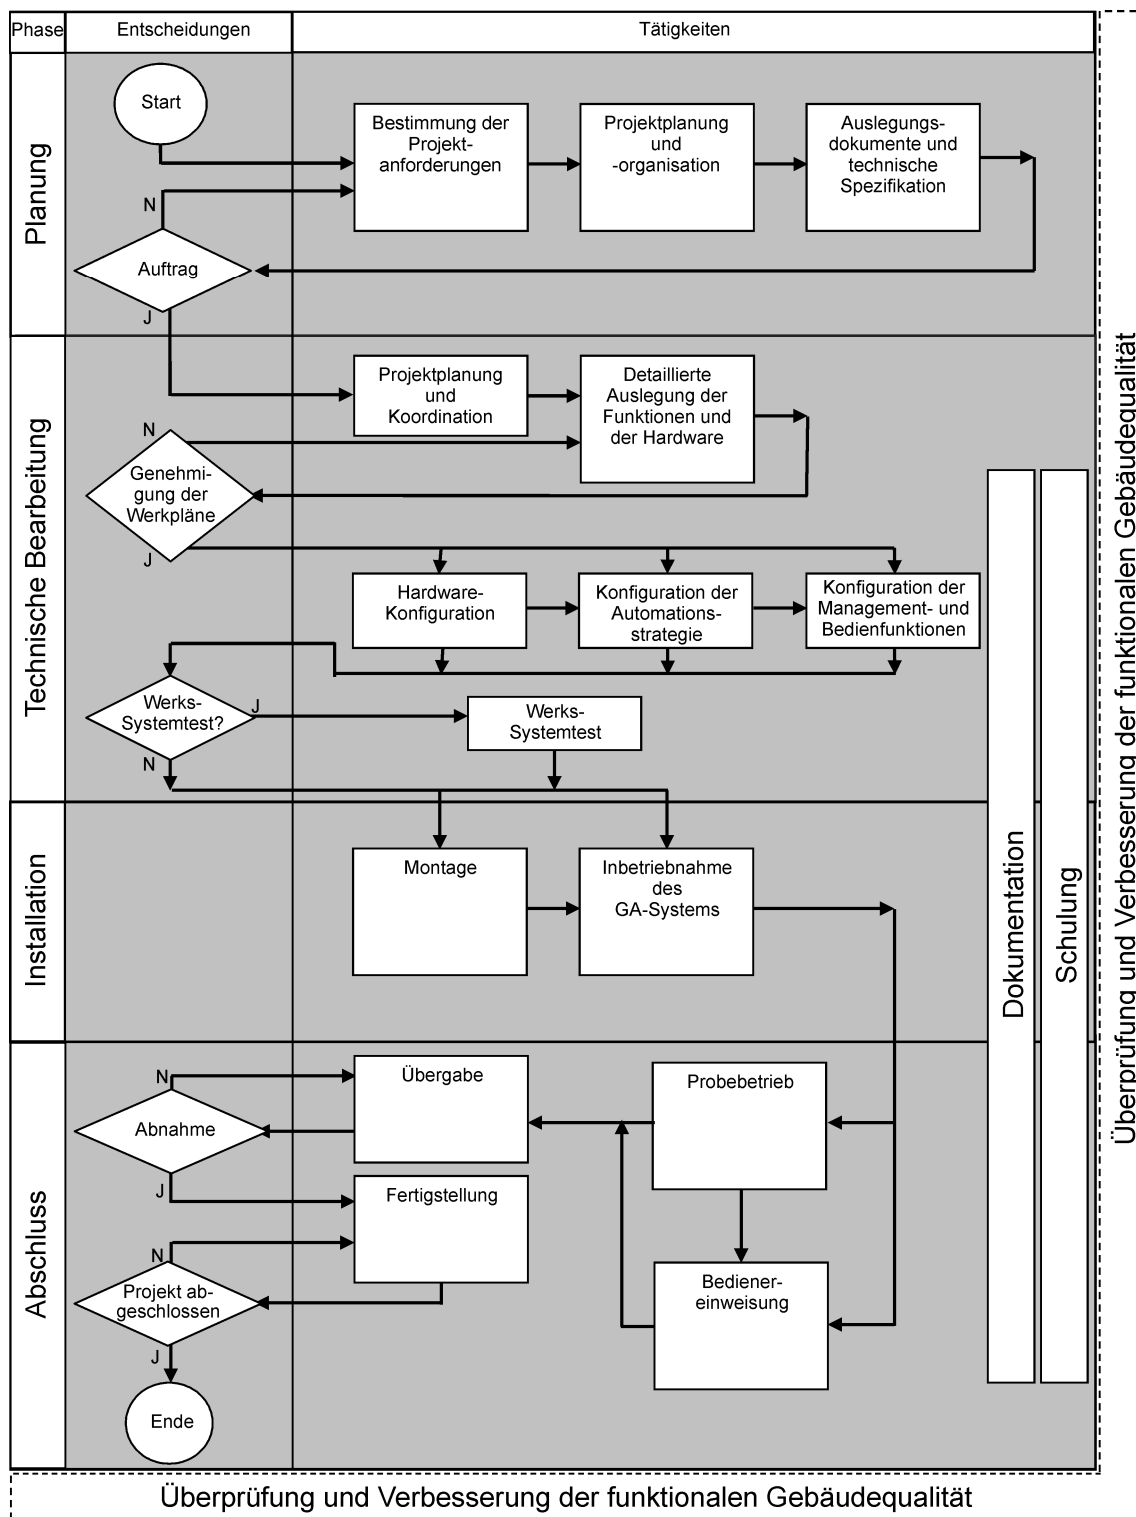 Phase
Entscheidungen
Tätigkeiten
Planung
Start
Bestimmung der
Projekt-
anforderungen
Projektplanung
und
-organisation
Auslegungs-
dokumente und
technische
Spezifikation
N
Auftrag
J
Technische Bearbeitung
Projektplanung
und
Koordination
Detaillierte
Auslegung der
Funktionen und
der Hardware
N
Genehmi-
gung der
Werkpläne
J
Hardware-
Konfiguration
Konfiguration der
Automations-
strategie
Konfiguration der
Management- und
Bedienfunktionen
Werks-
Systemtest?
J
N
Werks-
Systemtest
Installation
Montage
Inbetriebnahme
des
GA-Systems
Dokumentation
Schulung
Abschluss
N
Abnahme
J
Übergabe
Probebetrieb
Fertigstellung
N
Projekt ab-
geschlossen
J
Bediener-
einweisung
Ende
Überprüfung und Verbesserung der funktionalen Gebäudequalität
Überprüfung und Verbesserung der funktionalen Gebäudequalität